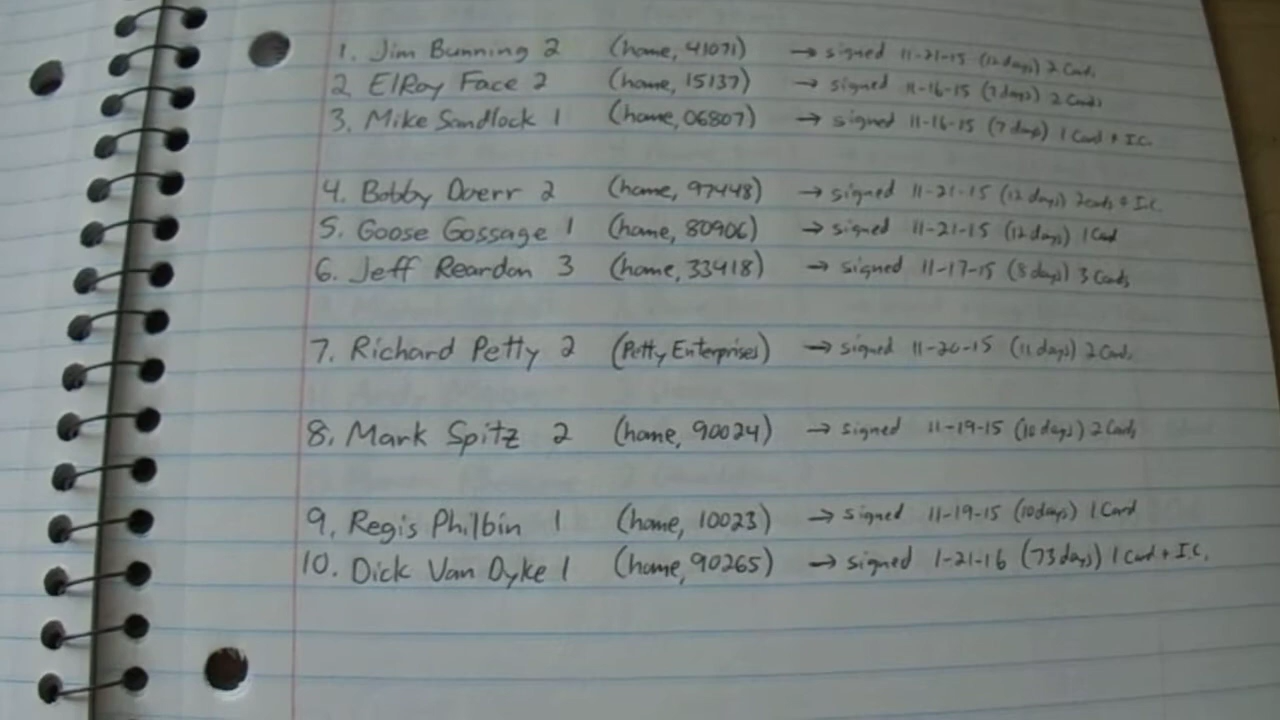 1. Jim Bunning 2 (home, 41071) → signed 11-21-15 (12 days) 2 Cards
2. ElRoy Face 2 (home, 15137) → signed 11-16-15 (7 days) 2 Cards
3. Mike Sandlock 1 (home, 06807) → signed 11-16-15 (7 days) 1 Card + I.C.
4. Bobby Doerr 2 (home, 97448) → signed 11-21-15 (12 days) 2 cards + I.C.
5. Goose Gossage 1 (home, 80906) → signed 11-21-15 (12 days) 1 Card
6. Jeff Reardon 3 (home, 33418) → signed 11-17-15 (8 days) 3 Cards
7. Richard Petty 2 (Petty Enterprises) → signed 11-20-15 (11 days) 2 Cards
8. Mark Spitz 2 (home, 90024) → signed 11-19-15 (10 days) 2 Cards
9. Regis Philbin 1 (home, 10023) → signed 11-19-15 (10 days) 1 Card
10. Dick Van Dyke 1 (home, 90265) → signed 1-21-16 (73 days) 1 Card + I.C.